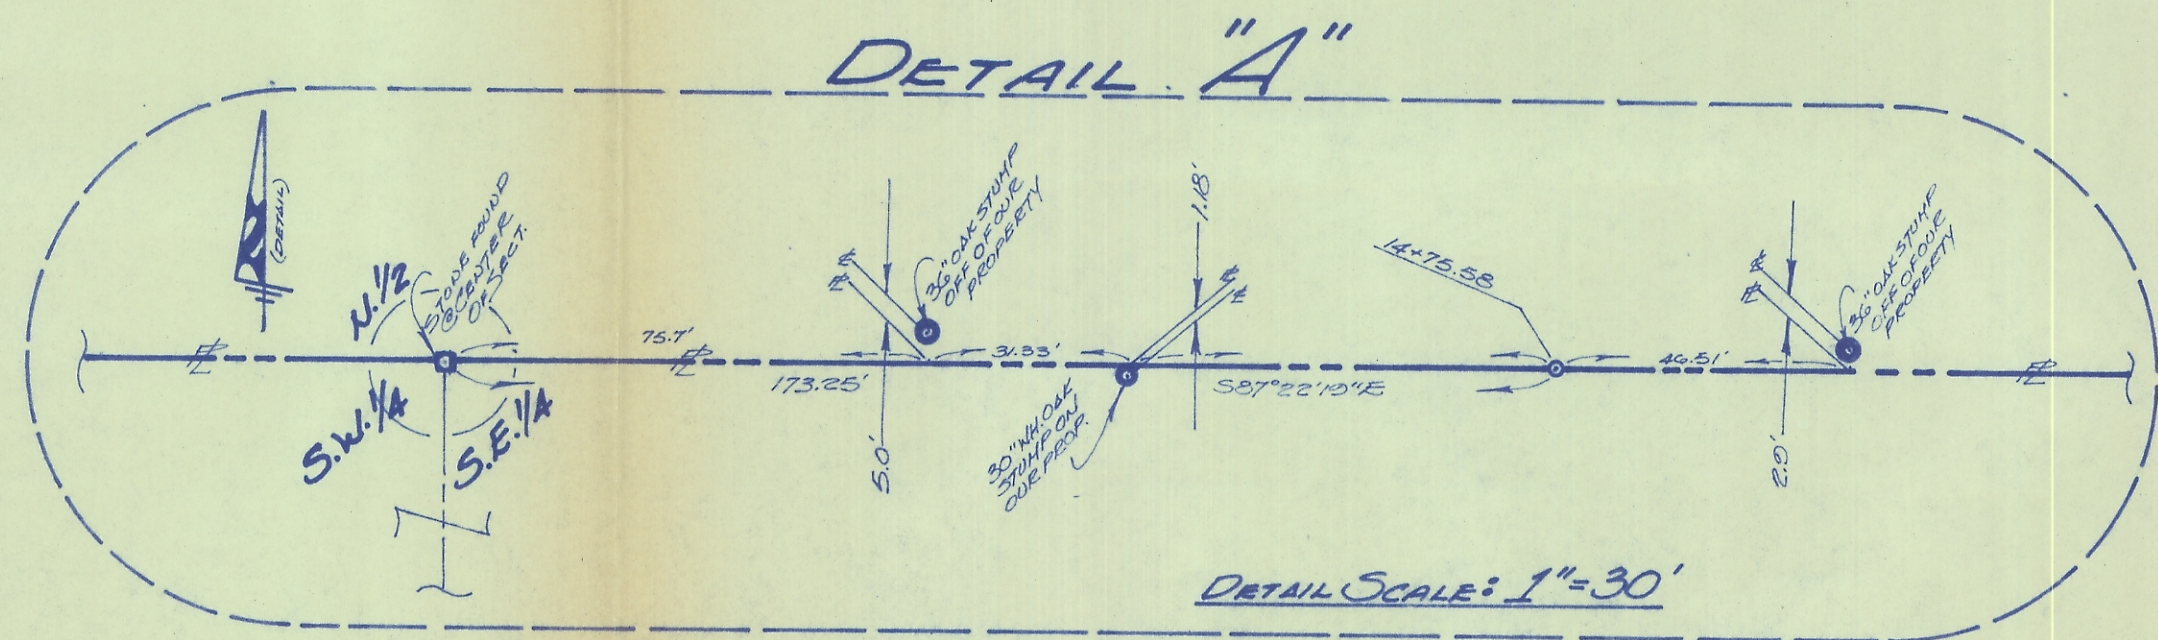 DETAIL "A"
(DETAIL)
N. 1/2
STONE FOUND
@ CENTER
OF SECT.
S.W. 1/4
S.E. 1/4
75.7'
173.25'
5.0'
36" OAK STUMP
OFF OF OUR
PROPERTY
31.33'
30" WH. OAK
STUMP ON
OUR PROP.
1.18'
S87°22'19"E
14+75.58
46.51'
2.9'
36" OAK STUMP
OFF OF OUR
PROPERTY
DETAIL SCALE: 1"=30'